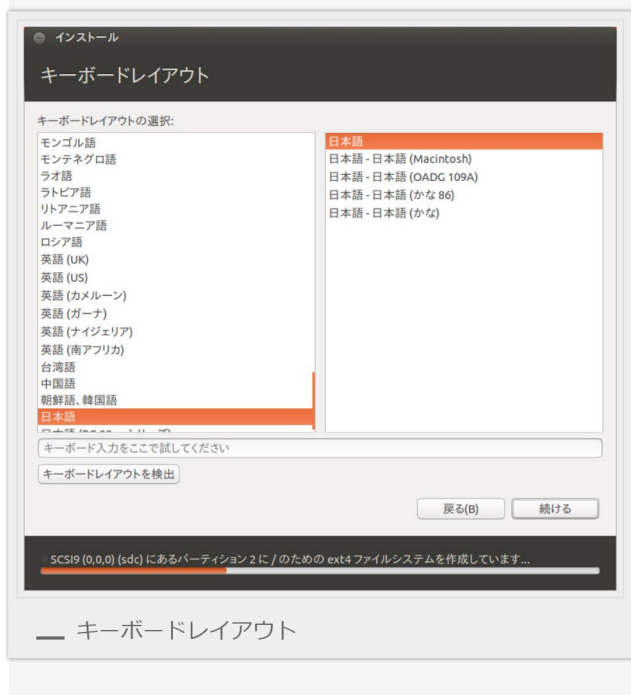 インストール
キーボードレイアウト
キーボードレイアウトの選択:
モンゴル語
モンテネグロ語
ラオ語
ラトビア語
リトアニア語
ルーマニア語
ロシア語
英語 (UK)
英語 (US)
英語 (カメルーン)
英語 (ガーナ)
英語 (ナイジェリア)
英語 (南アフリカ)
台湾語
中国語
朝鮮語、韓国語
日本語
日本語
日本語 - 日本語 (Macintosh)
日本語 - 日本語 (OADG 109A)
日本語 - 日本語 (かな 86)
日本語 - 日本語 (かな)
キーボード入力をここで試してください
キーボードレイアウトを検出
戻る(B)
続ける
SCSI9 (0,0,0) (sdc) にあるパーティション 2 に / のための ext4 ファイルシステムを作成しています...
キーボードレイアウト